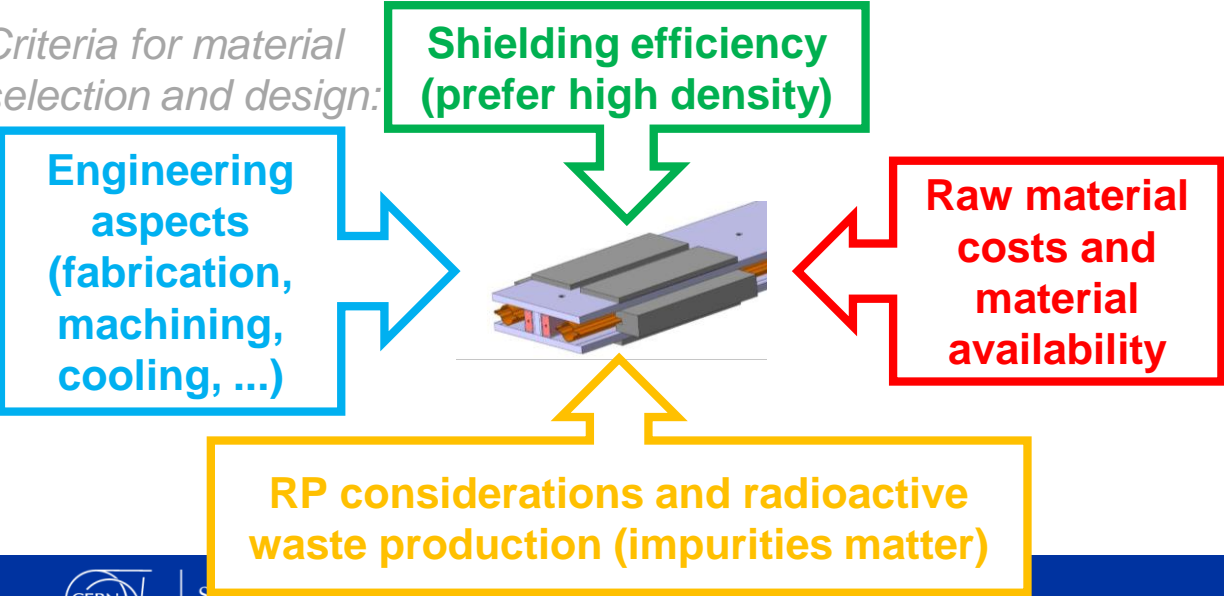 Criteria for material
selection and design:
Shielding efficiency
(prefer high density)
Engineering
aspects
(fabrication,
machining,
cooling, ...)
Raw material
costs and
material
availability
RP considerations and radioactive
waste production (impurities matter)
CERN